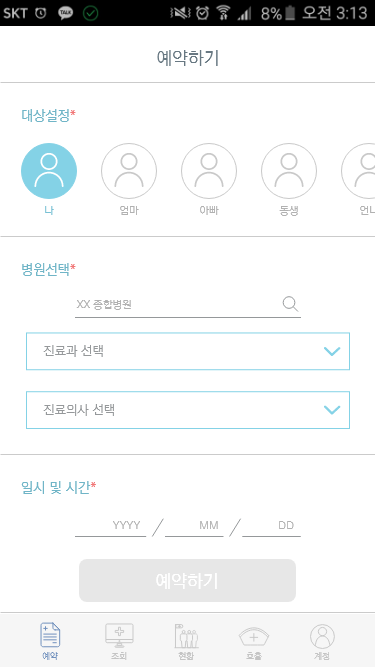 SKT TALK 8% 오전 3:13
예약하기
대상설정*
나 엄마 아빠 동생 언니
병원선택*
XX 종합병원
진료과 선택
진료의사 선택
일시 및 시간*
YYYY / MM / DD
예약하기
예약 조회 현황 호출 계정